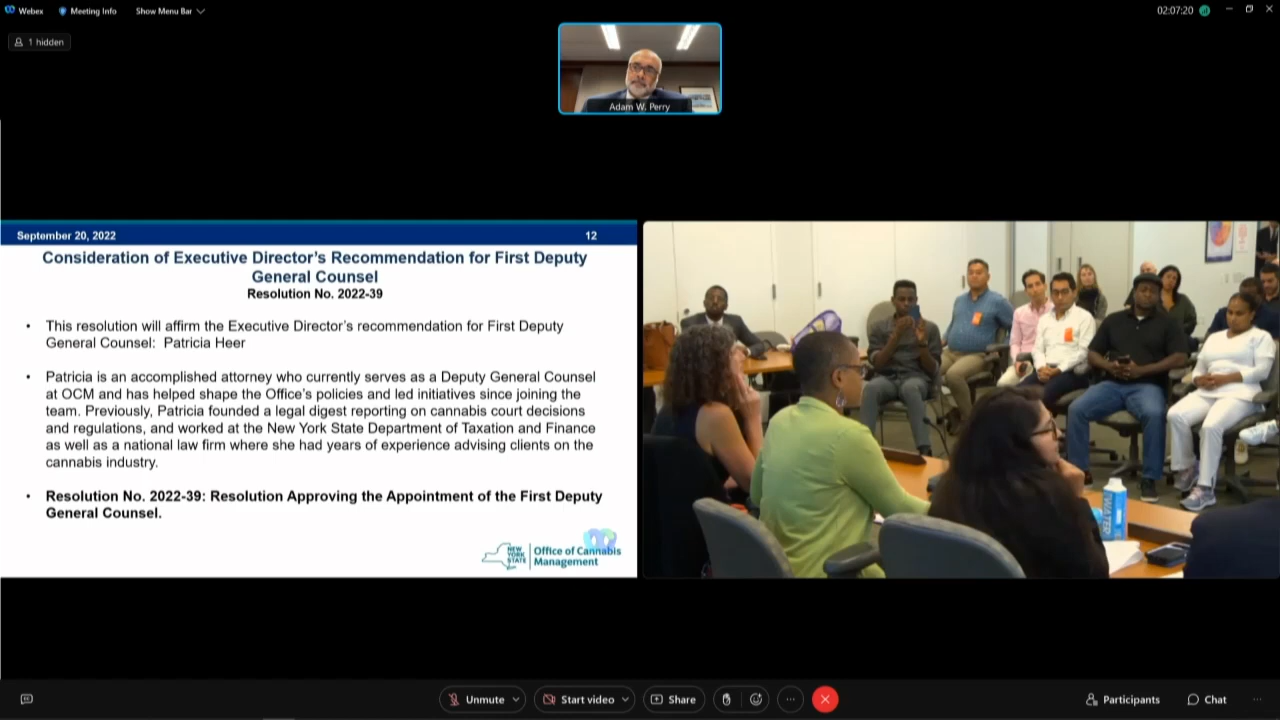 Webex
Meeting Info
Show Menu Bar
02:07:20
1 hidden
Adam W. Perry
September 20, 2022
12
Consideration of Executive Director's Recommendation for First Deputy
General Counsel
Resolution No. 2022-39
• This resolution will affirm the Executive Director's recommendation for First Deputy
General Counsel: Patricia Heer
• Patricia is an accomplished attorney who currently serves as a Deputy General Counsel
at OCM and has helped shape the Office's policies and led initiatives since joining the
team. Previously, Patricia founded a legal digest reporting on cannabis court decisions
and regulations, and worked at the New York State Department of Taxation and Finance
as well as a national law firm where she had years of experience advising clients on the
cannabis industry.
• Resolution No. 2022-39: Resolution Approving the Appointment of the First Deputy
General Counsel.
NEW
YORK
STATE
Office of Cannabis
Management
WATER
Unmute
Start video
Share
Participants
Chat